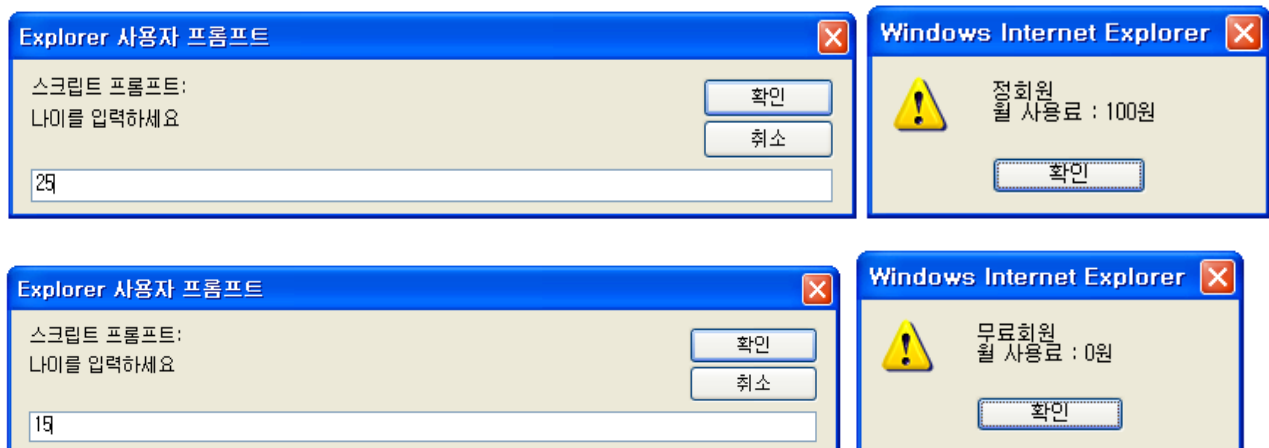 Explorer 사용자 프롬프트
스크립트 프롬프트:
나이를 입력하세요
확인
취소
25
Windows Internet Explorer
정회원
월 사용료 : 100원
확인
Explorer 사용자 프롬프트
스크립트 프롬프트:
나이를 입력하세요
확인
취소
15
Windows Internet Explorer
무료회원
월 사용료 : 0원
확인